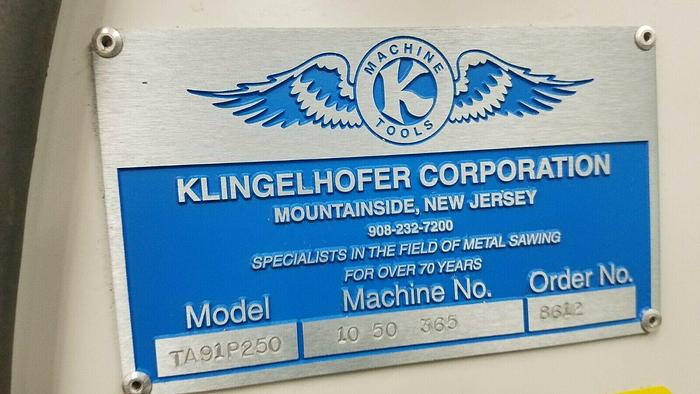 MACHINE
K
TOOLS
KLINGELHOFER CORPORATION
MOUNTAINSIDE, NEW JERSEY
908-232-7200
SPECIALISTS IN THE FIELD OF METAL SAWING
FOR OVER 70 YEARS
Model Machine No. Order No.
TA91P250 10 50 365 8612